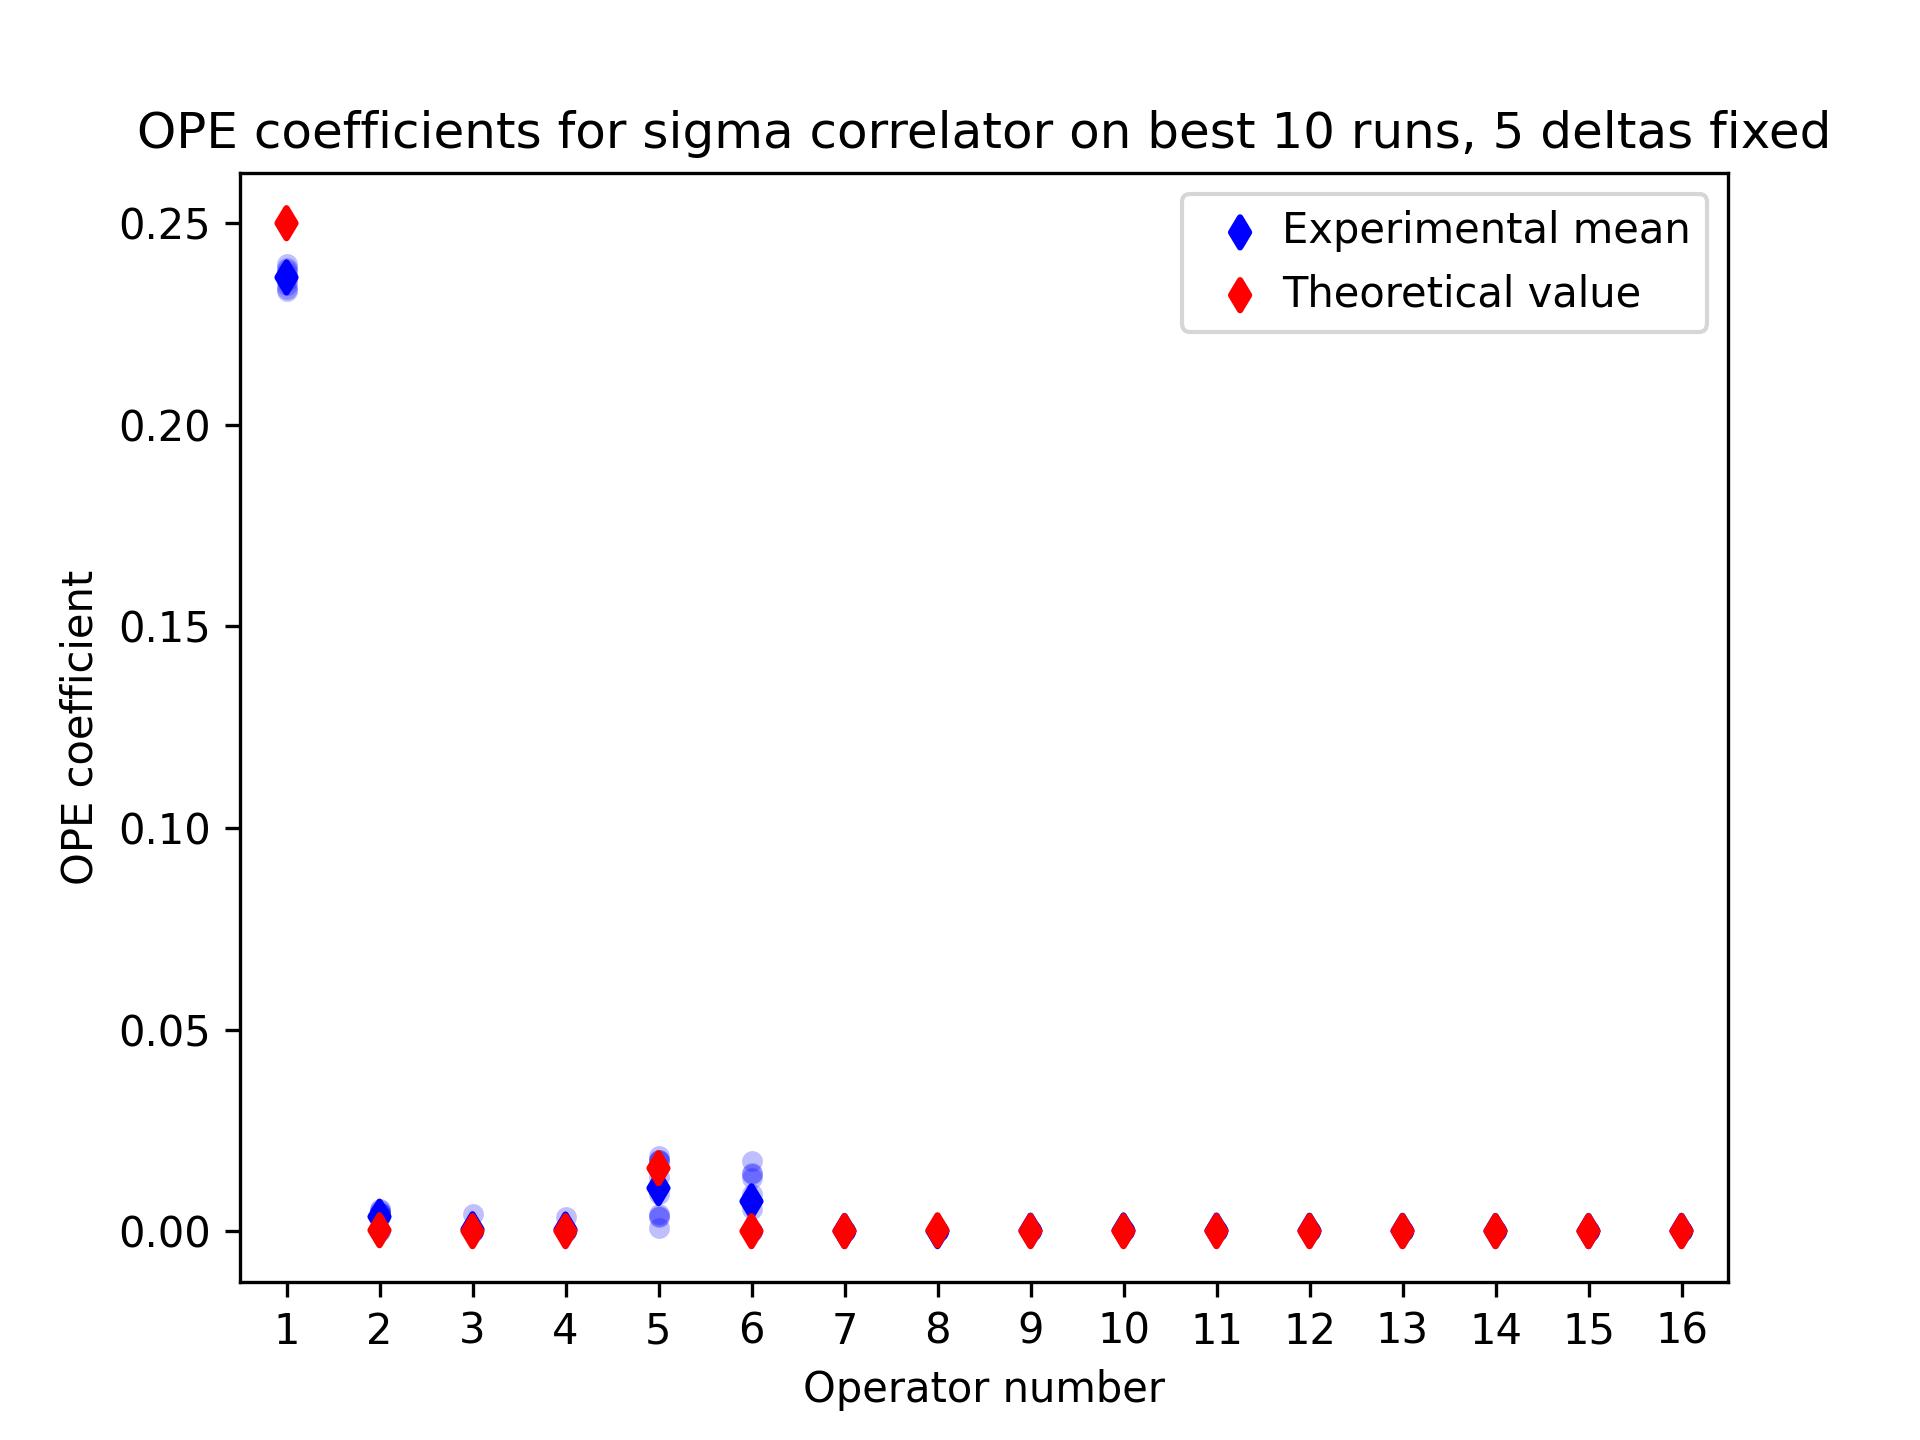 OPE coefficients for sigma correlator on best 10 runs, 5 deltas fixed
Experimental mean
Theoretical value
OPE coefficient
0.25
0.20
0.15
0.10
0.05
0.00
1 2 3 4 5 6 7 8 9 10 11 12 13 14 15 16
Operator number